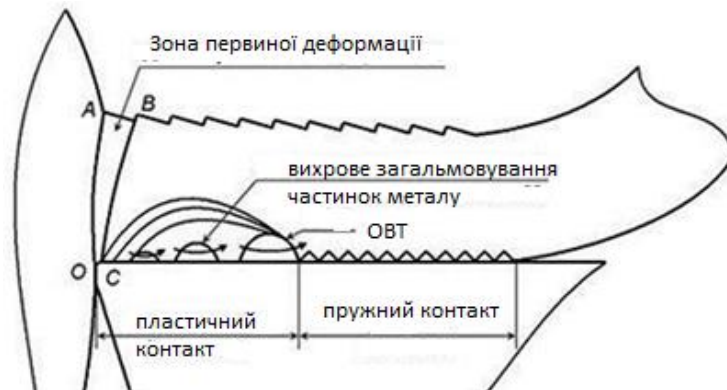 Зона первиної деформації
A
B
вихрове загальмовування
частинок металу
ОВТ
O
C
пластичний
контакт
пружний контакт